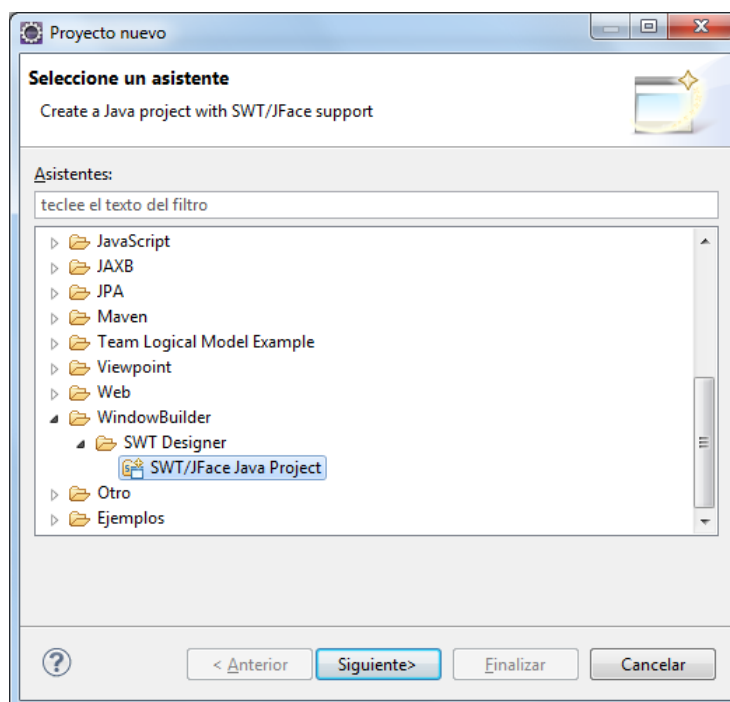 Proyecto nuevo
Seleccione un asistente
Create a Java project with SWT/JFace support
Asistentes:
teclee el texto del filtro
JavaScript
JAXB
JPA
Maven
Team Logical Model Example
Viewpoint
Web
WindowBuilder
SWT Designer
SWT/JFace Java Project
Otro
Ejemplos
< Anterior
Siguiente>
Finalizar
Cancelar